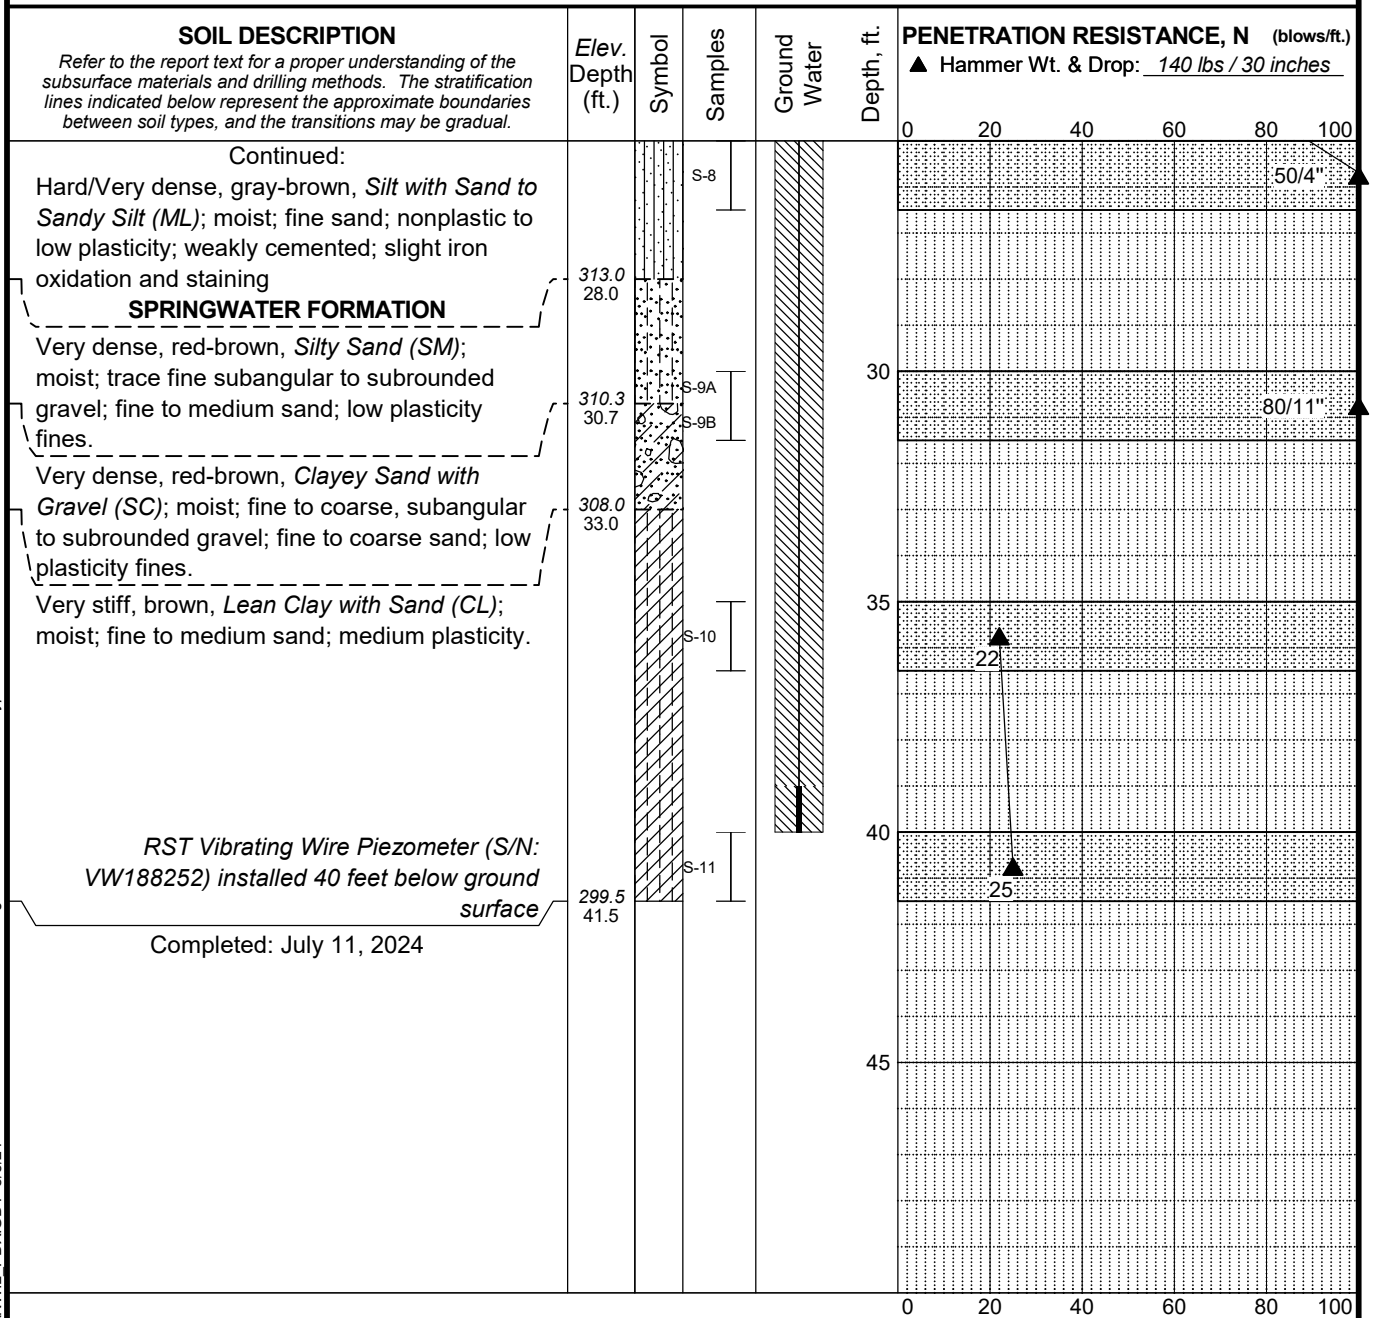 SOIL DESCRIPTION
Refer to the report text for a proper understanding of the
subsurface materials and drilling methods. The stratification
lines indicated below represent the approximate boundaries
between soil types, and the transitions may be gradual.
Elev.
Depth
(ft.)
Symbol
Samples
Ground
Water
Depth, ft.
PENETRATION RESISTANCE, N (blows/ft.)
▲ Hammer Wt. & Drop: 140 lbs / 30 inches
0 20 40 60 80 100
Continued:
Hard/Very dense, gray-brown, Silt with Sand to
Sandy Silt (ML); moist; fine sand; nonplastic to
low plasticity; weakly cemented; slight iron
oxidation and staining
SPRINGWATER FORMATION
Very dense, red-brown, Silty Sand (SM);
moist; trace fine subangular to subrounded
gravel; fine to medium sand; low plasticity
fines.
Very dense, red-brown, Clayey Sand with
Gravel (SC); moist; fine to coarse, subangular
to subrounded gravel; fine to coarse sand; low
plasticity fines.
Very stiff, brown, Lean Clay with Sand (CL);
moist; fine to medium sand; medium plasticity.
RST Vibrating Wire Piezometer (S/N:
VW188252) installed 40 feet below ground
surface
Completed: July 11, 2024
313.0
28.0
310.3
30.7
308.0
33.0
299.5
41.5
S-8
S-9A
S-9B
S-10
S-11
30
35
40
45
50/4"
80/11"
22
25
0 20 40 60 80 100